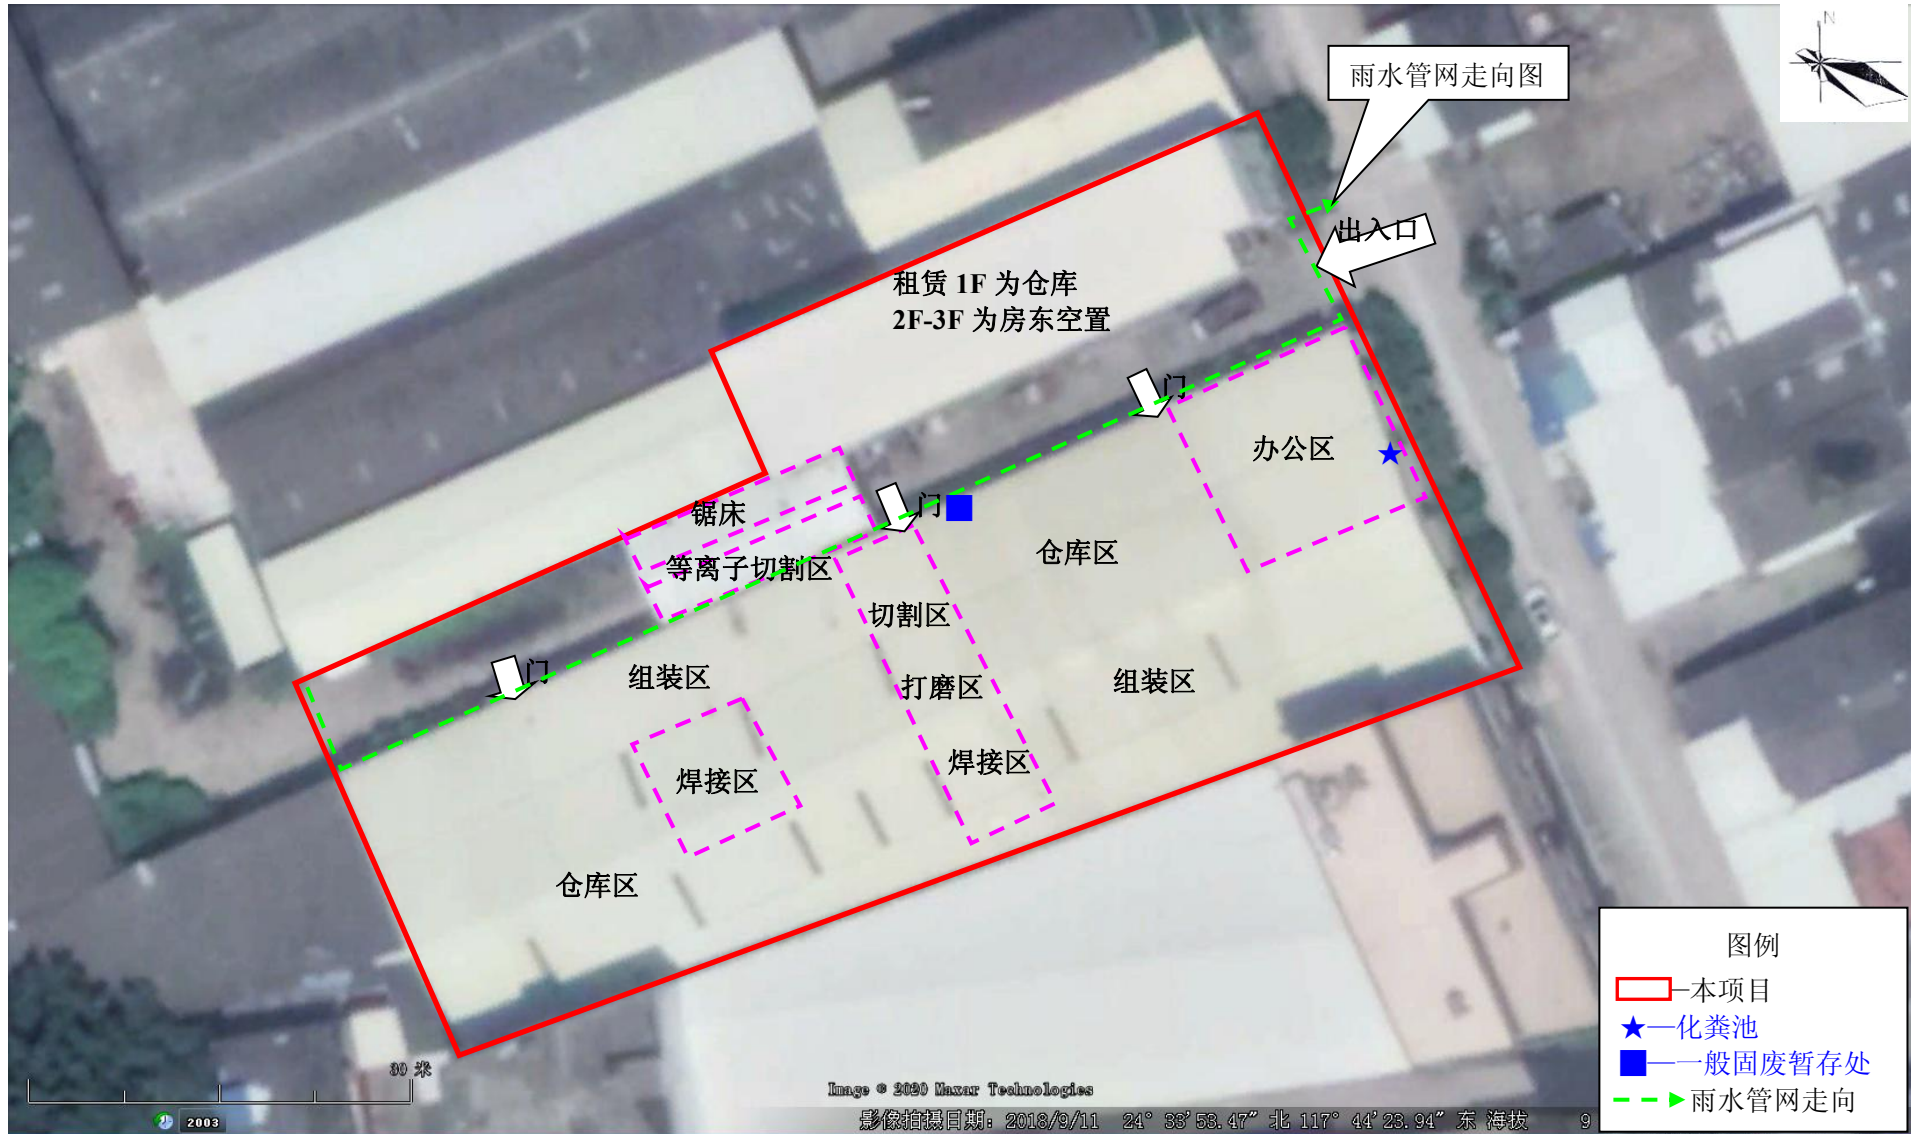 N
雨水管网走向图
出入口
租赁 1F 为仓库
2F-3F 为房东空置
门
办公区
锯床
门
等离子切割区
仓库区
切割区
门
组装区
打磨区
组装区
焊接区
焊接区
仓库区
图例
—本项目
—化粪池
—一般固废暂存处
雨水管网走向
30 米
Image © 2020 Maxar Technologies
2003
影像拍摄日期: 2018/9/11 24° 33′53.47″ 北 117° 44′23.94″ 东 海拔 9